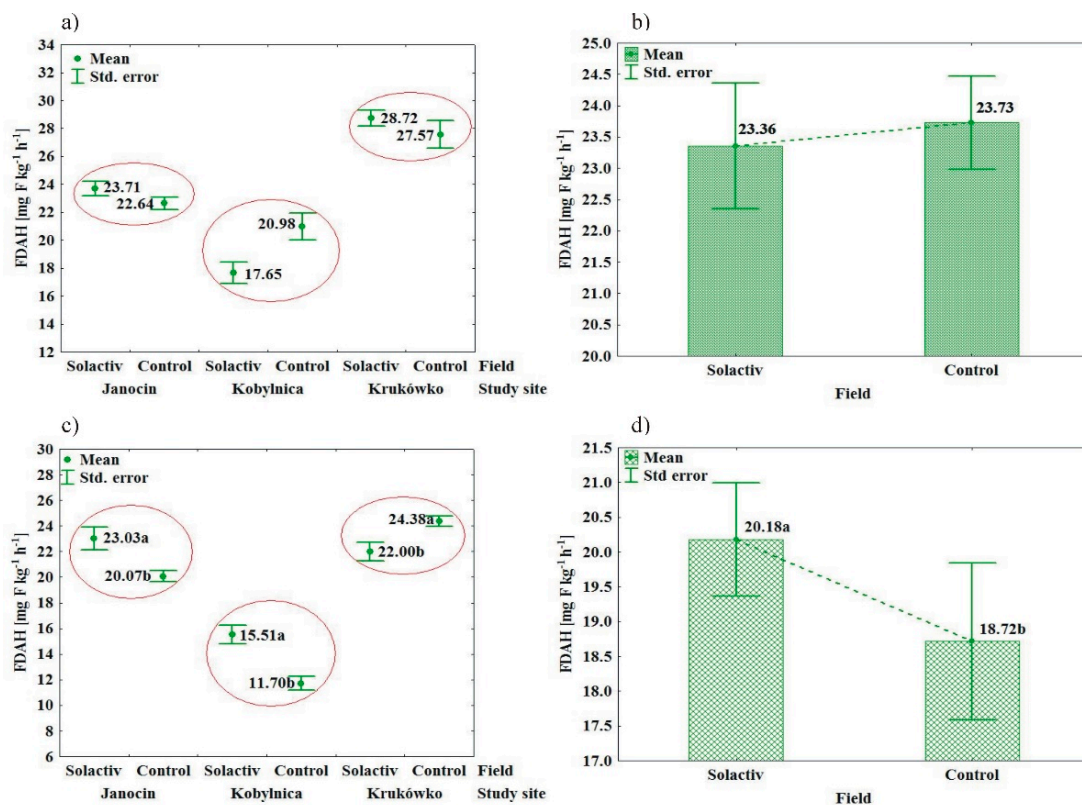 a)
34
32
30
28
26
24
22
20
18
16
14
12
FDAH [mg F kg⁻¹ h⁻¹]
Mean
Std. error
23.71
22.64
17.65
20.98
28.72
27.57
Solactiv Control Solactiv Control Solactiv Control Field
Janocin Kobylnica Krukówko Study site
b)
25.0
24.5
24.0
23.5
23.0
22.5
22.0
21.5
21.0
20.5
20.0
FDAH [mg F kg⁻¹ h⁻¹]
Mean
Std. error
23.36
23.73
Solactiv Control
Field
c)
30
28
26
24
22
20
18
16
14
12
10
8
6
FDAH [mg F kg⁻¹ h⁻¹]
Mean
Std. error
23.03a
20.07b
15.51a
11.70b
22.00b
24.38a
Solactiv Control Solactiv Control Solactiv Control Field
Janocin Kobylnica Krukówko Study site
d)
21.5
21.0
20.5
20.0
19.5
19.0
18.5
18.0
17.5
17.0
FDAH [mg F kg⁻¹ h⁻¹]
Mean
Std error
20.18a
18.72b
Solactiv Control
Field